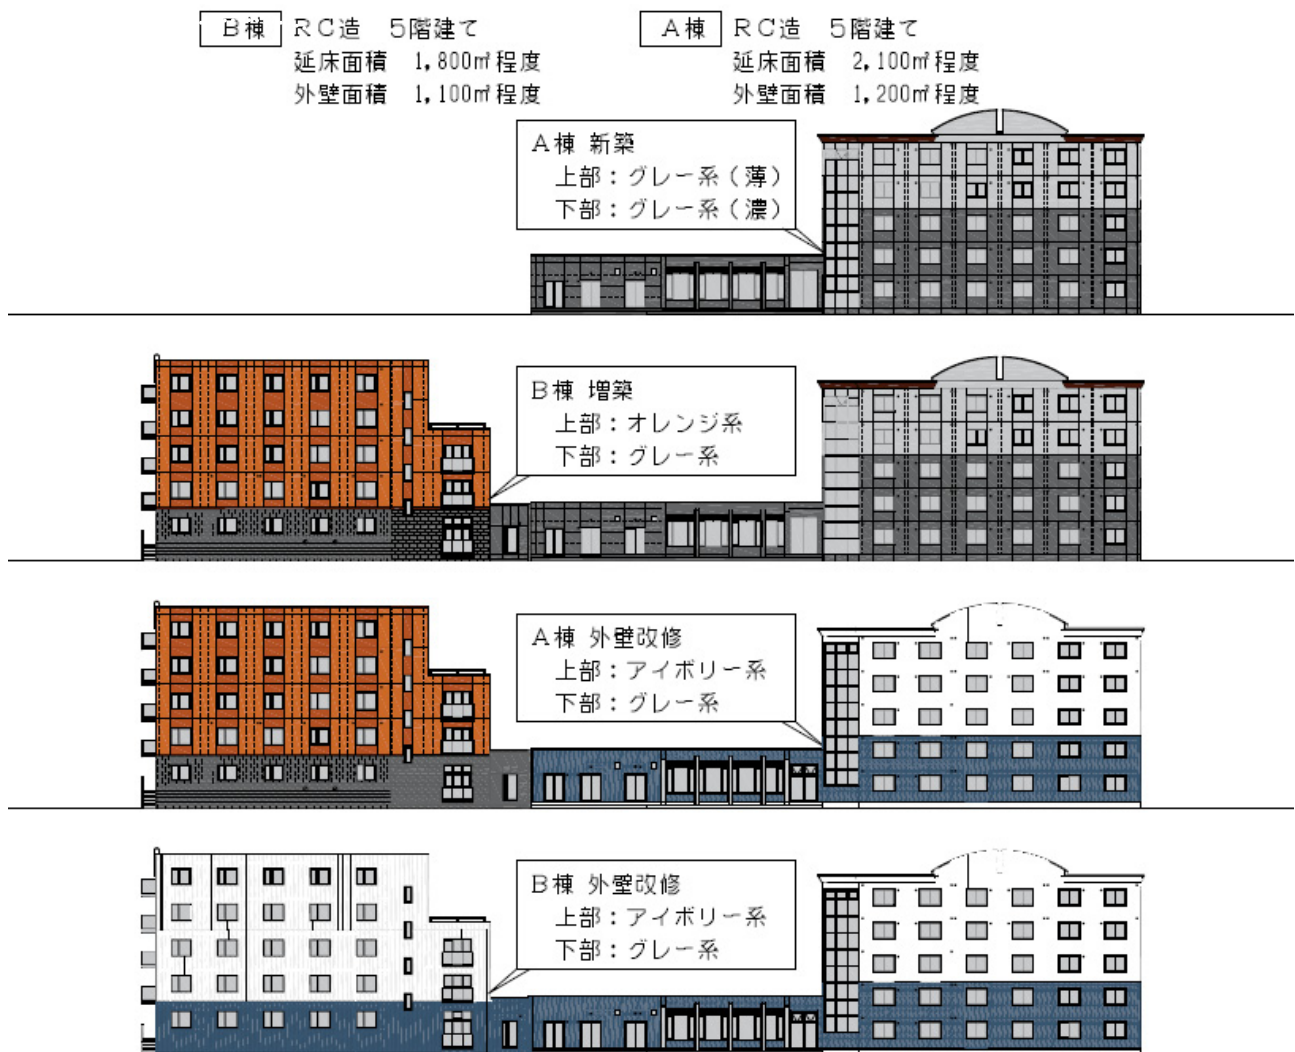 B棟 RC造 5階建て
延床面積 1,800㎡程度
外壁面積 1,100㎡程度
A棟 RC造 5階建て
延床面積 2,100㎡程度
外壁面積 1,200㎡程度
A棟 新築
上部：グレー系（薄）
下部：グレー系（濃）
B棟 増築
上部：オレンジ系
下部：グレー系
A棟 外壁改修
上部：アイボリー系
下部：グレー系
B棟 外壁改修
上部：アイボリー系
下部：グレー系